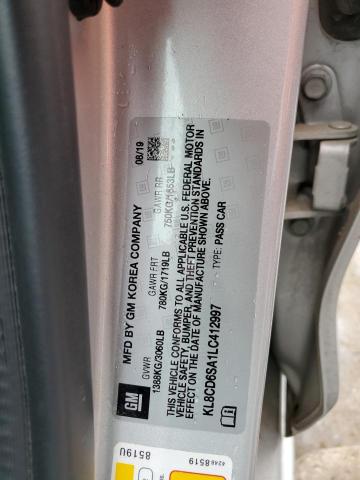 MFD BY GM KOREA COMPANY 08/19
GVWR GAWR FRT GAWR RR
1388KG/3060LB 780KG/1719LB 750KG/1653LB
THIS VEHICLE CONFORMS TO ALL APPLICABLE U.S. FEDERAL MOTOR
VEHICLE SAFETY, BUMPER, AND THEFT PREVENTION STANDARDS IN
EFFECT ON THE DATE OF MANUFACTURE SHOWN ABOVE.
KL8CD6SA1LC412997 TYPE: PASS CAR
GM
8519U
42468519